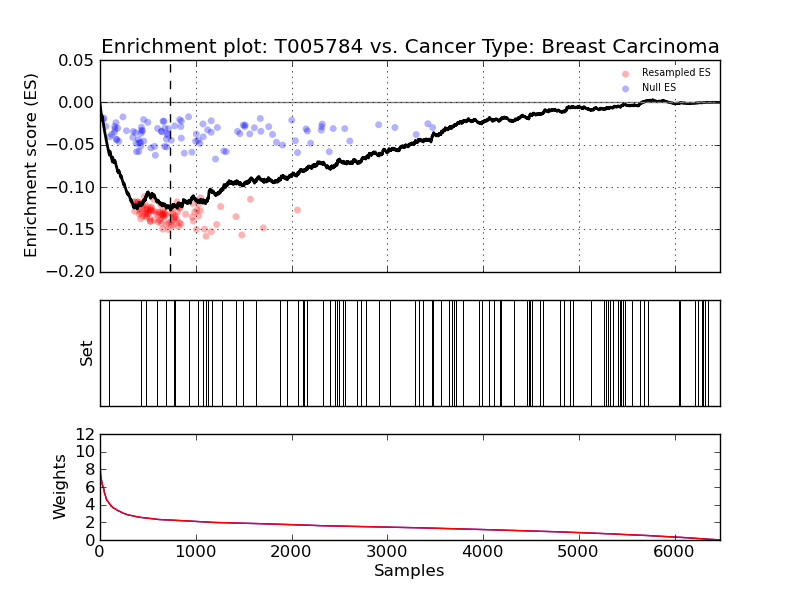 Enrichment plot: T005784 vs. Cancer Type: Breast Carcinoma
0.05
0.00
−0.05
−0.10
−0.15
−0.20
Enrichment score (ES)
Resampled ES
Null ES
Set
12
10
8
6
4
2
0
Weights
0 1000 2000 3000 4000 5000 6000
Samples